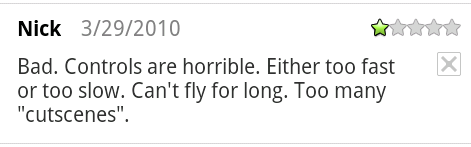 Nick 3/29/2010
Bad. Controls are horrible. Either too fast
or too slow. Can't fly for long. Too many
"cutscenes".